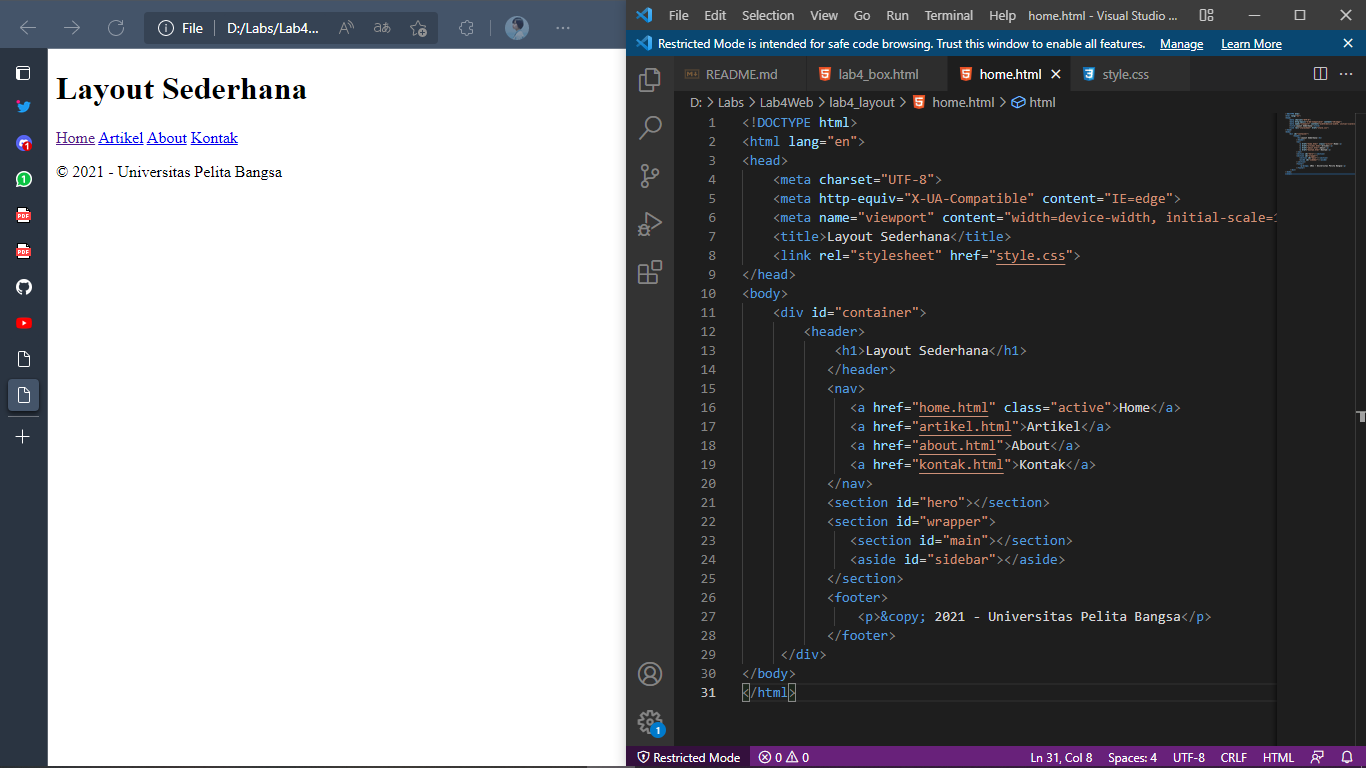 File D:/Labs/Lab4...
Layout Sederhana
Home Artikel About Kontak
© 2021 - Universitas Pelita Bangsa
File Edit Selection View Go Run Terminal Help home.html - Visual Studio ...
Restricted Mode is intended for safe code browsing. Trust this window to enable all features. Manage Learn More
README.md lab4_box.html home.html style.css
D: > Labs > Lab4Web > lab4_layout > home.html > html
1 <!DOCTYPE html>
2 <html lang="en">
3 <head>
4 <meta charset="UTF-8">
5 <meta http-equiv="X-UA-Compatible" content="IE=edge">
6 <meta name="viewport" content="width=device-width, initial-scale=1
7 <title>Layout Sederhana</title>
8 <link rel="stylesheet" href="style.css">
9 </head>
10 <body>
11 <div id="container">
12 <header>
13 <h1>Layout Sederhana</h1>
14 </header>
15 <nav>
16 <a href="home.html" class="active">Home</a>
17 <a href="artikel.html">Artikel</a>
18 <a href="about.html">About</a>
19 <a href="kontak.html">Kontak</a>
20 </nav>
21 <section id="hero"></section>
22 <section id="wrapper">
23 <section id="main"></section>
24 <aside id="sidebar"></aside>
25 </section>
26 <footer>
27 <p>&copy; 2021 - Universitas Pelita Bangsa</p>
28 </footer>
29 </div>
30 </body>
31 </html>
1
Restricted Mode 0 0 Ln 31, Col 8 Spaces: 4 UTF-8 CRLF HTML